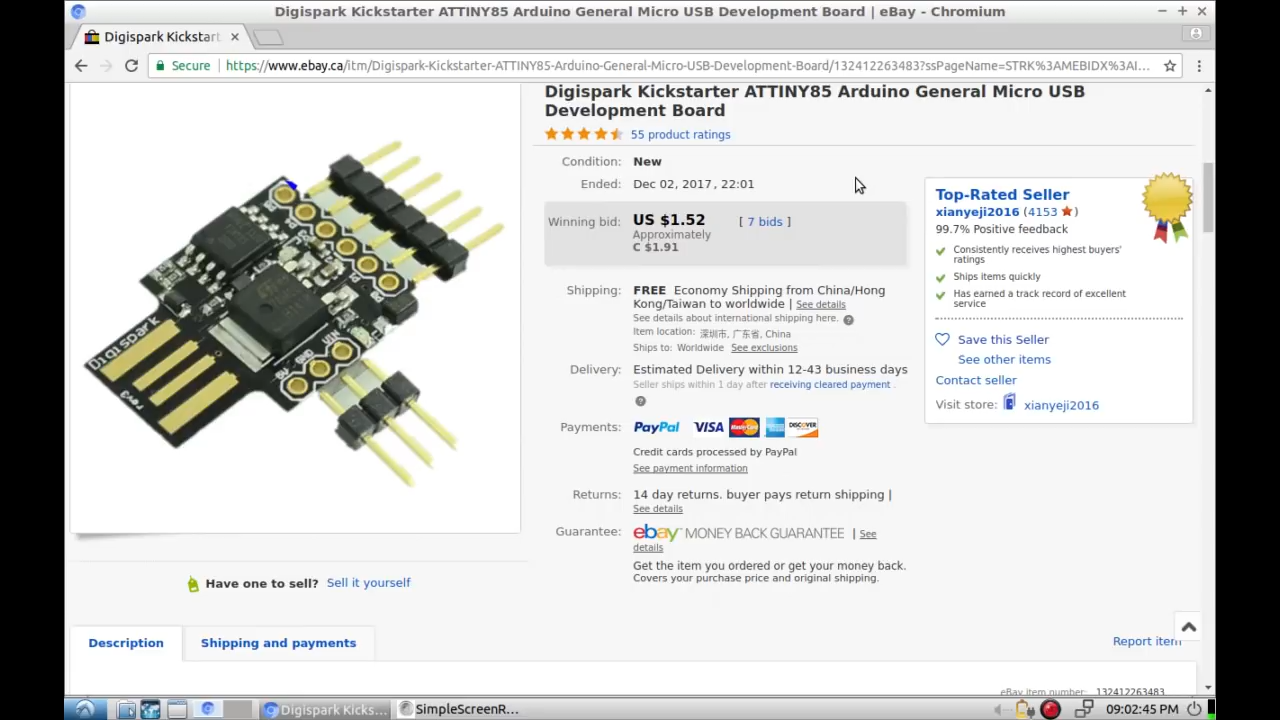 Digispark Kickstarter ATTINY85 Arduino General Micro USB Development Board | eBay - Chromium
Digispark Kickstart
Secure
https://www.ebay.ca/itm/Digispark-Kickstarter-ATTINY85-Arduino-General-Micro-USB-Development-Board/132412263483?ssPageName=STRK%3AMEBIDX%3AI...
Digispark Kickstarter ATTINY85 Arduino General Micro USB
Development Board
55 product ratings
Condition: New
Ended: Dec 02, 2017 , 22:01
Winning bid: US $1.52 [ 7 bids ]
Approximately
C $1.91
Shipping: FREE Economy Shipping from China/Hong
Kong/Taiwan to worldwide | See details
See details about international shipping here.
Item location: 深圳市, 广东省, China
Ships to: Worldwide See exclusions
Delivery: Estimated Delivery within 12-43 business days
Seller ships within 1 day after receiving cleared payment .
Payments: PayPal VISA MasterCard DISCOVER
Credit cards processed by PayPal
See payment information
Returns: 14 day returns. buyer pays return shipping |
See details
Guarantee: ebay MONEY BACK GUARANTEE | See
details
Get the item you ordered or get your money back.
Covers your purchase price and original shipping.
Top-Rated Seller
xianyeji2016 (4153 )
99.7% Positive feedback
Consistently receives highest buyers'
ratings
Ships items quickly
Has earned a track record of excellent
service
Save this Seller
See other items
Contact seller
Visit store: xianyeji2016
Digispark
rev3
5V GND VIN
Have one to sell? Sell it yourself
Description
Shipping and payments
Report item
eBay item number: 132412263483
Digispark Kicks...
SimpleScreenR...
09:02:45 PM